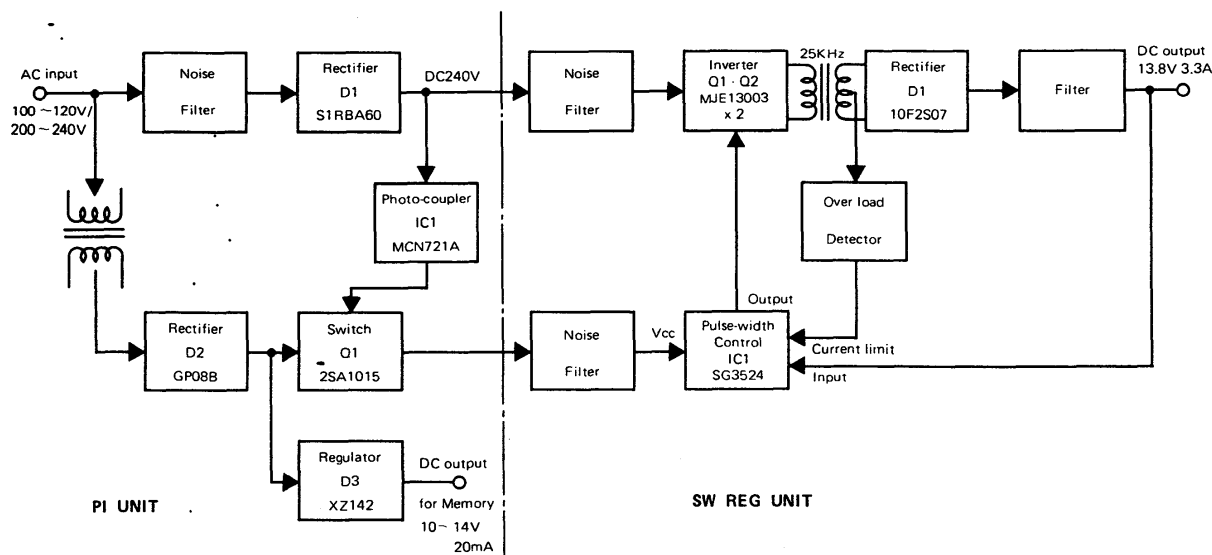 AC input
100 ~ 120V/
200 ~ 240V
Noise
Filter
Rectifier
D1
S1RBA60
DC240V
Photo-coupler
IC1
MCN721A
Rectifier
D2
GP08B
Switch
Q1
2SA1015
Regulator
D3
XZ142
DC output
for Memory
10 ~ 14V
20mA
PI UNIT
Noise
Filter
Inverter
Q1 · Q2
MJE13003
x 2
25KHz
Rectifier
D1
10F2S07
Filter
DC output
13.8V 3.3A
Over load
Detector
Output
Noise
Filter
Vcc
Pulse-width
Control
IC1
SG3524
Current limit
Input
SW REG UNIT